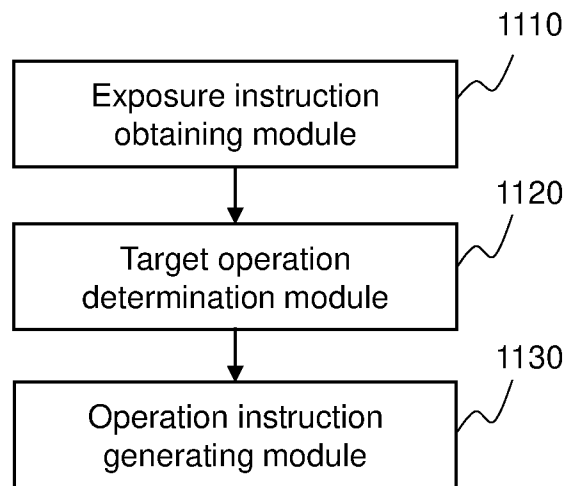 1110
Exposure instruction
obtaining module
1120
Target operation
determination module
1130
Operation instruction
generating module